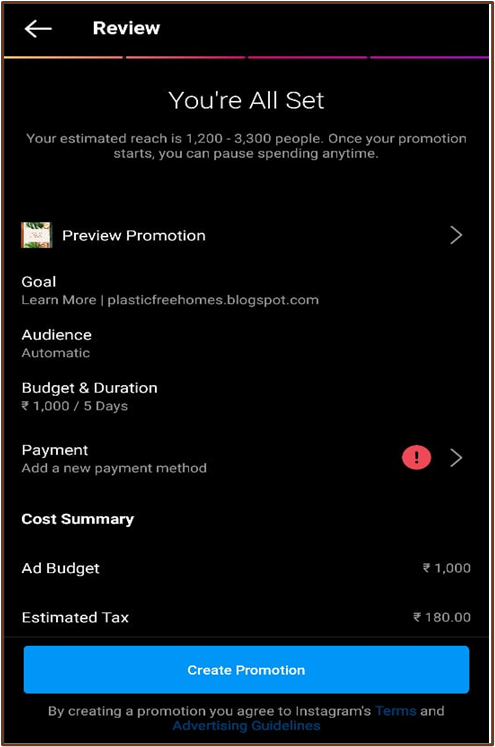 Review
You're All Set
Your estimated reach is 1,200 - 3,300 people. Once your promotion
starts, you can pause spending anytime.
Preview Promotion
Goal
Learn More | plasticfreehomes.blogspot.com
Audience
Automatic
Budget & Duration
₹ 1,000 / 5 Days
Payment
Add a new payment method
!
Cost Summary
Ad Budget ₹ 1,000
Estimated Tax ₹ 180.00
Create Promotion
By creating a promotion you agree to Instagram's Terms and
Advertising Guidelines